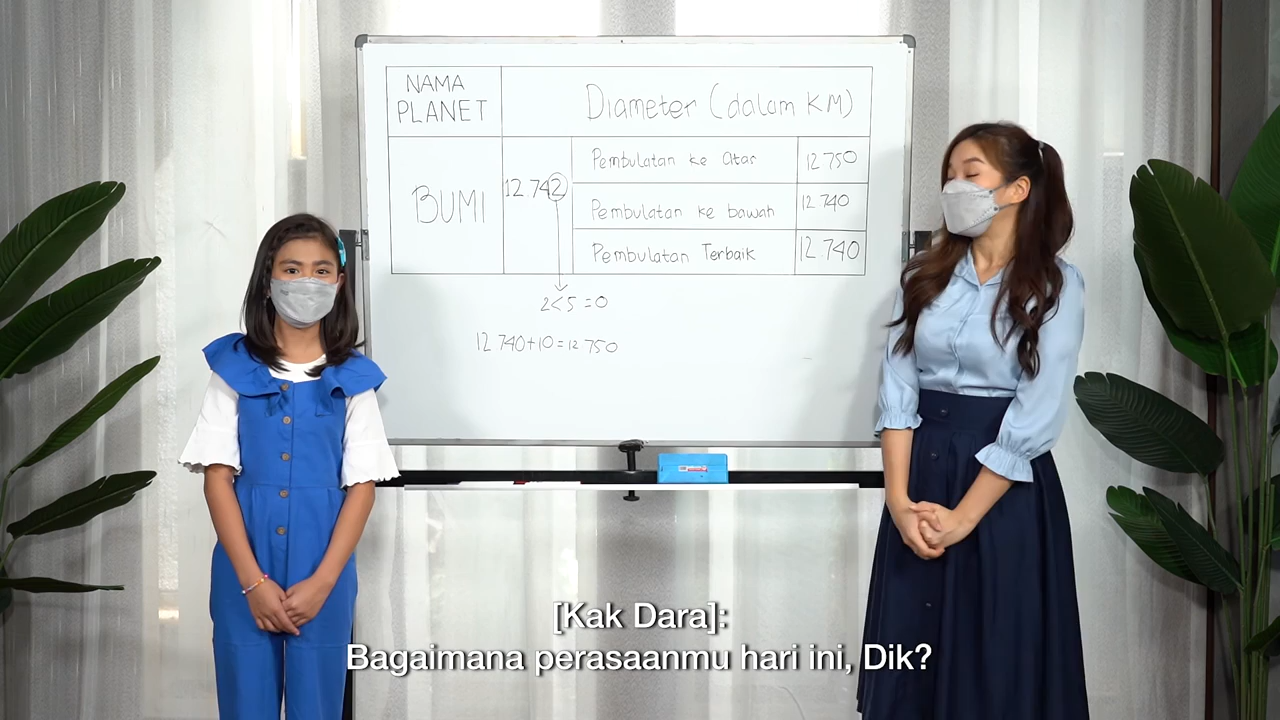 NAMA
PLANET
Diameter (dalam KM)
BUMI
12.742
Pembulatan ke atas
12 750
Pembulatan ke bawah
12.740
Pembulatan Terbaik
12.740
2<5 = 0
12 740+10 = 12 750
[Kak Dara]:
Bagaimana perasaanmu hari ini, Dik?